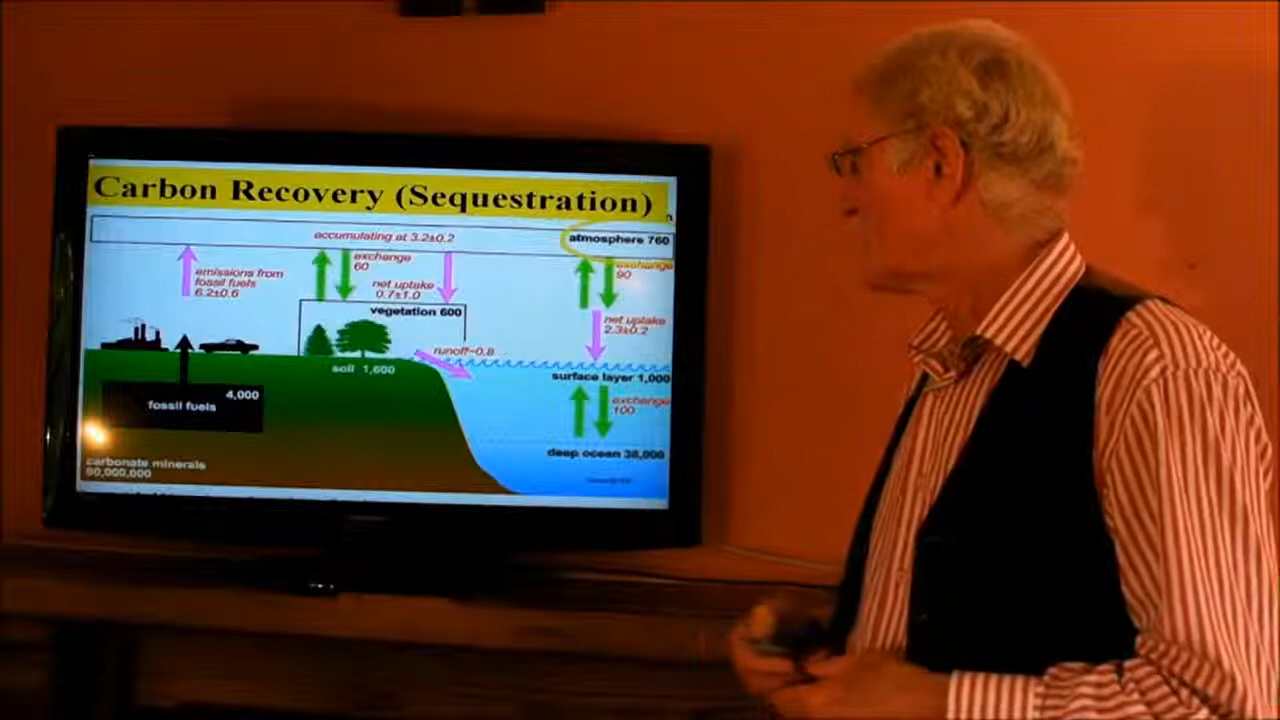 Carbon Recovery (Sequestration)
accumulating at 3.2±0.2
atmosphere 760
emissions from
fossil fuels
6.2±0.6
exchange
60
net uptake
0.7±1.0
exchange
90
vegetation 600
net uptake
2.3±0.2
runoff~0.8
soil 1,600
surface layer 1,000
4,000
fossil fuels
exchange
100
deep ocean 38,000
carbonate minerals
90,000,000